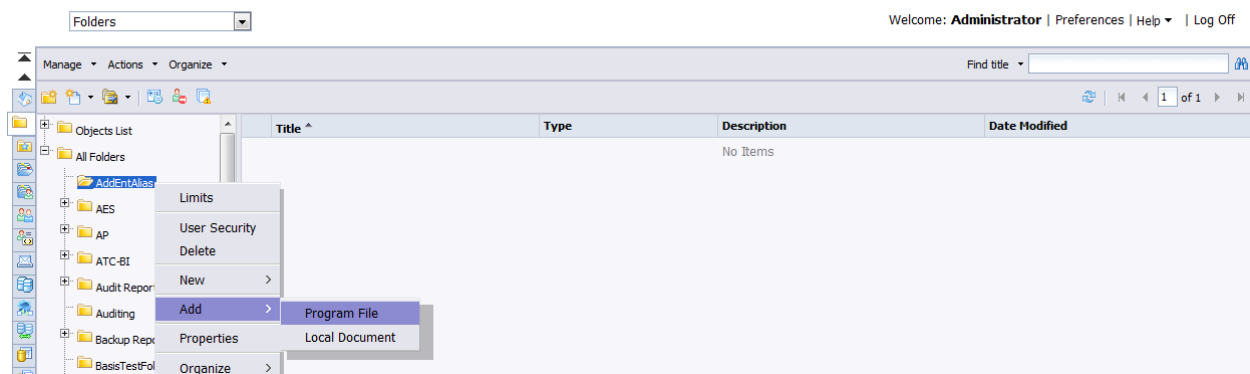 Folders
Welcome: Administrator | Preferences | Help | Log Off
Manage Actions Organize
Find title
1 of 1
Objects List
Title ^ Type Description Date Modified
All Folders
No Items
AddEntAlias
AES
AP
ATC-BI
Audit Repor
Auditing
Backup Repo
BasisTestFol
Limits
User Security
Delete
New >
Add >
Properties
Organize >
Program File
Local Document